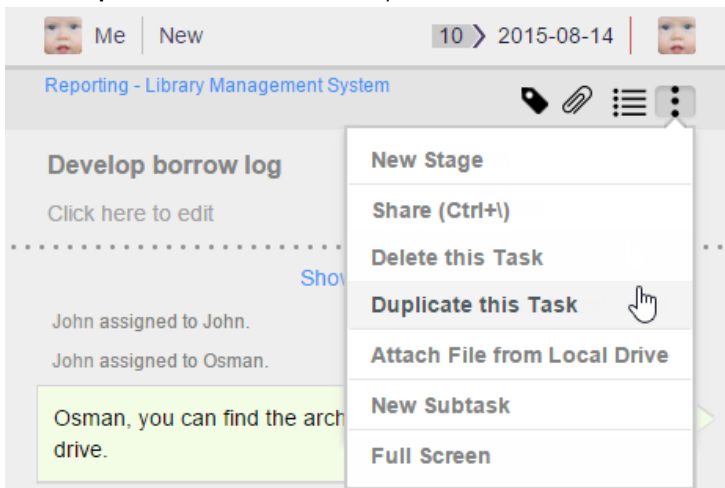 Me New 10 2015-08-14
Reporting - Library Management System
Develop borrow log
New Stage
Click here to edit
Share (Ctrl+\)
Delete this Task
Duplicate this Task
John assigned to John.
Attach File from Local Drive
John assigned to Osman.
New Subtask
Osman, you can find the
drive.
Full Screen